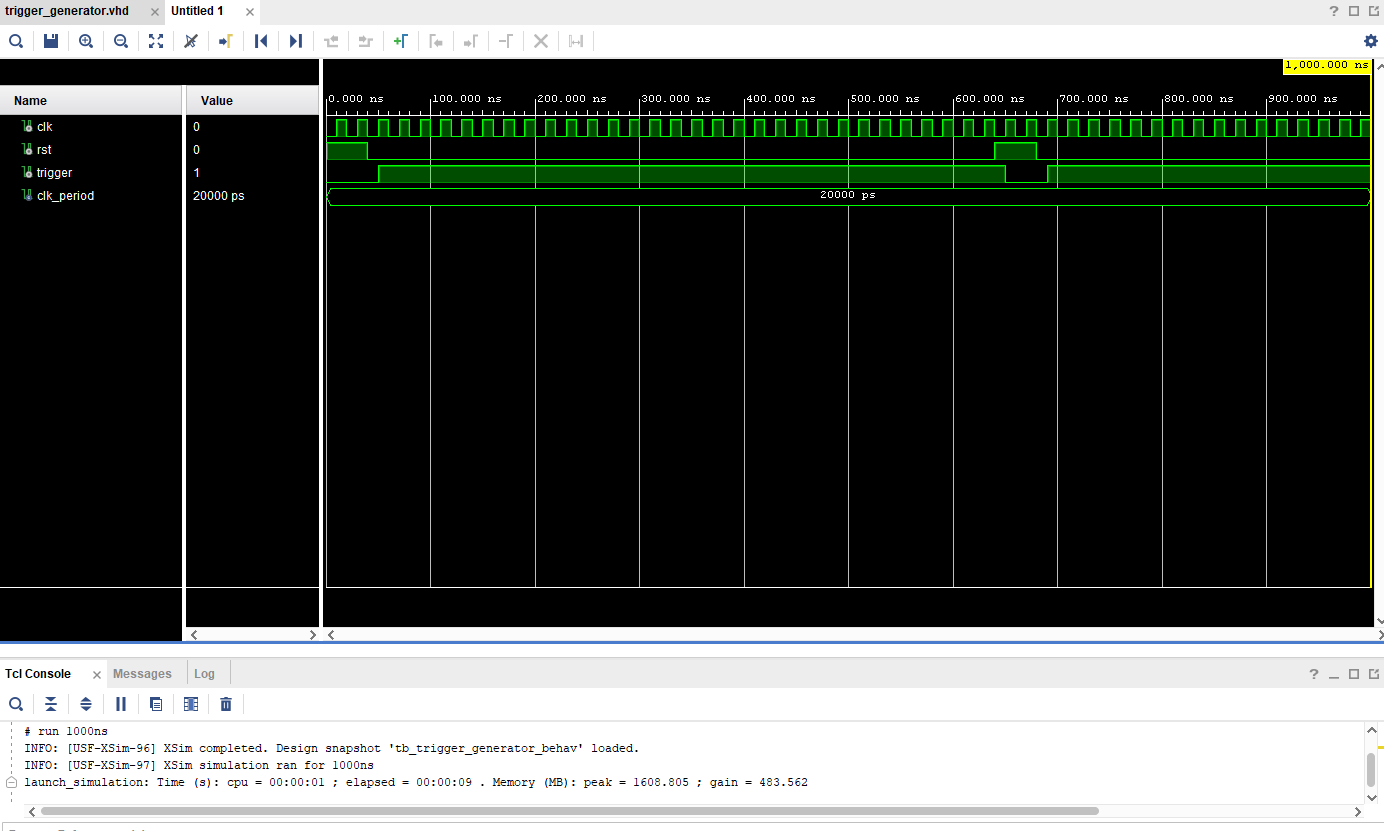 trigger_generator.vhd × Untitled 1 ×
1,000.000 ns
Name Value
0.000 ns 100.000 ns 200.000 ns 300.000 ns 400.000 ns 500.000 ns 600.000 ns 700.000 ns 800.000 ns 900.000 ns
clk 0
rst 0
trigger 1
clk_period 20000 ps 20000 ps
Tcl Console × Messages Log
# run 1000ns
INFO: [USF-XSim-96] XSim completed. Design snapshot 'tb_trigger_generator_behav' loaded.
INFO: [USF-XSim-97] XSim simulation ran for 1000ns
launch_simulation: Time (s): cpu = 00:00:01 ; elapsed = 00:00:09 . Memory (MB): peak = 1608.805 ; gain = 483.562